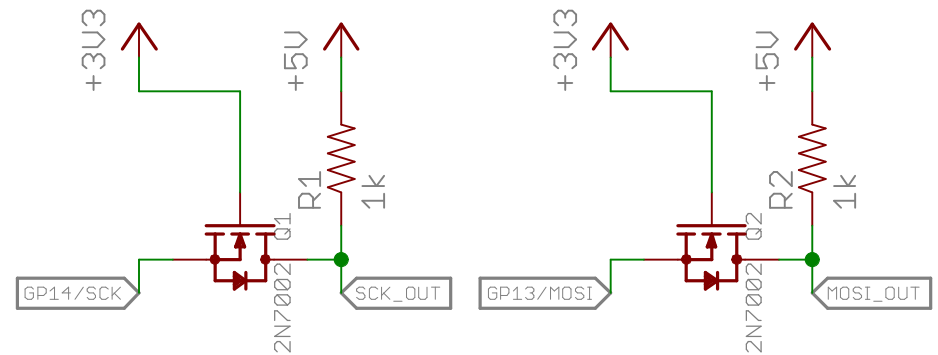 +3V3
+5V
R1
1k
Q1
2N7002
GP14/SCK
SCK_OUT
+3V3
+5V
R2
1k
Q2
2N7002
GP13/MOSI
MOSI_OUT